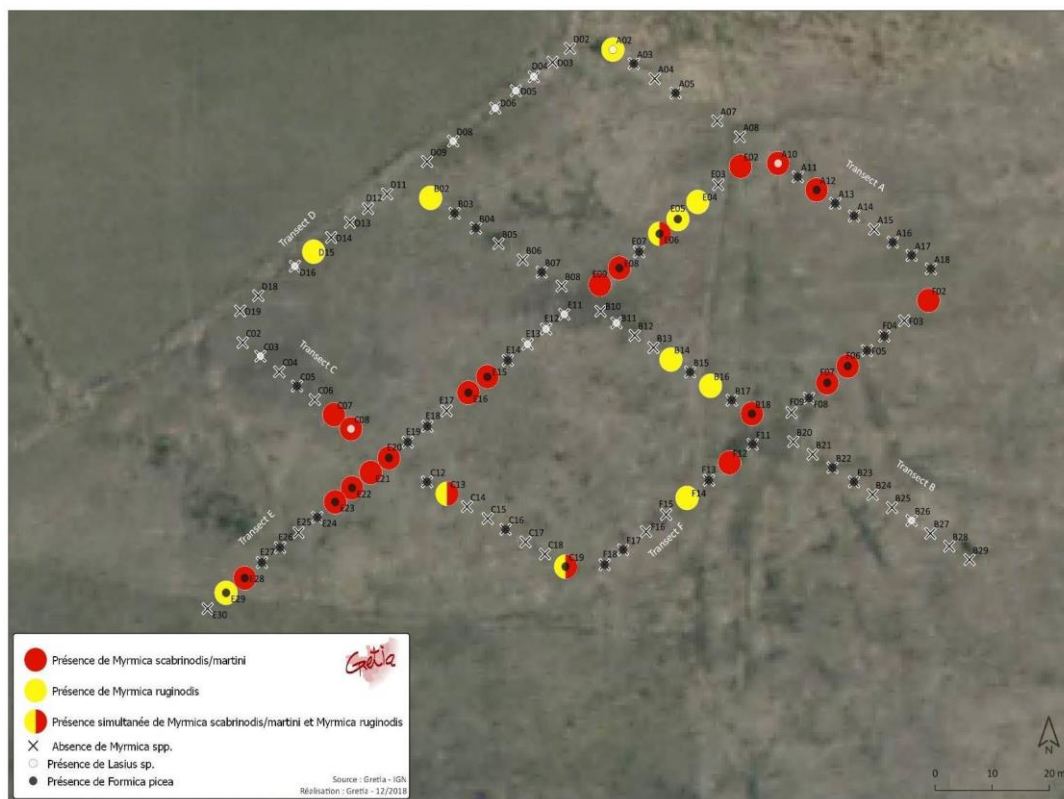 D02
A02
D03
A03
D04
A04
D05
A05
D06
A07
D08
A08
D09
E02
A10
E03
A11
Transect A
D11
B02
E04
A12
D12
B03
E05
A13
D13
B04
E06
A14
Transect D
D14
B05
E07
A15
D15
B06
E08
A16
D16
B07
A17
D18
B08
E09
A18
D19
E11
B10
F02
C02
E12
B11
F03
C03
E13
B12
F04
C04
E14
B13
F05
C05
E15
B14
F06
C06
E16
B15
F07
C07
E17
B16
F08
C08
E18
B17
F09
E19
B18
B20
E20
F11
B21
E21
C12
F12
B22
E22
C13
F13
B23
Transect B
E23
C14
F14
B24
E24
C15
F15
B25
Transect E
E25
C16
F16
B26
E26
C17
F17
Transect F
B27
E27
C18
F18
B28
E28
C19
B29
E29
E30
Transect C
Gretia
Présence de Myrmica scabrinodis/martini
Présence de Myrmica ruginodis
Présence simultanée de Myrmica scabrinodis/martini et Myrmica ruginodis
Absence de Myrmica spp.
Présence de Lasius sp.
Présence de Formica picea
Source : Gretia - IGN
Réalisation : Gretia - 12/2018
N
0 10 20 m